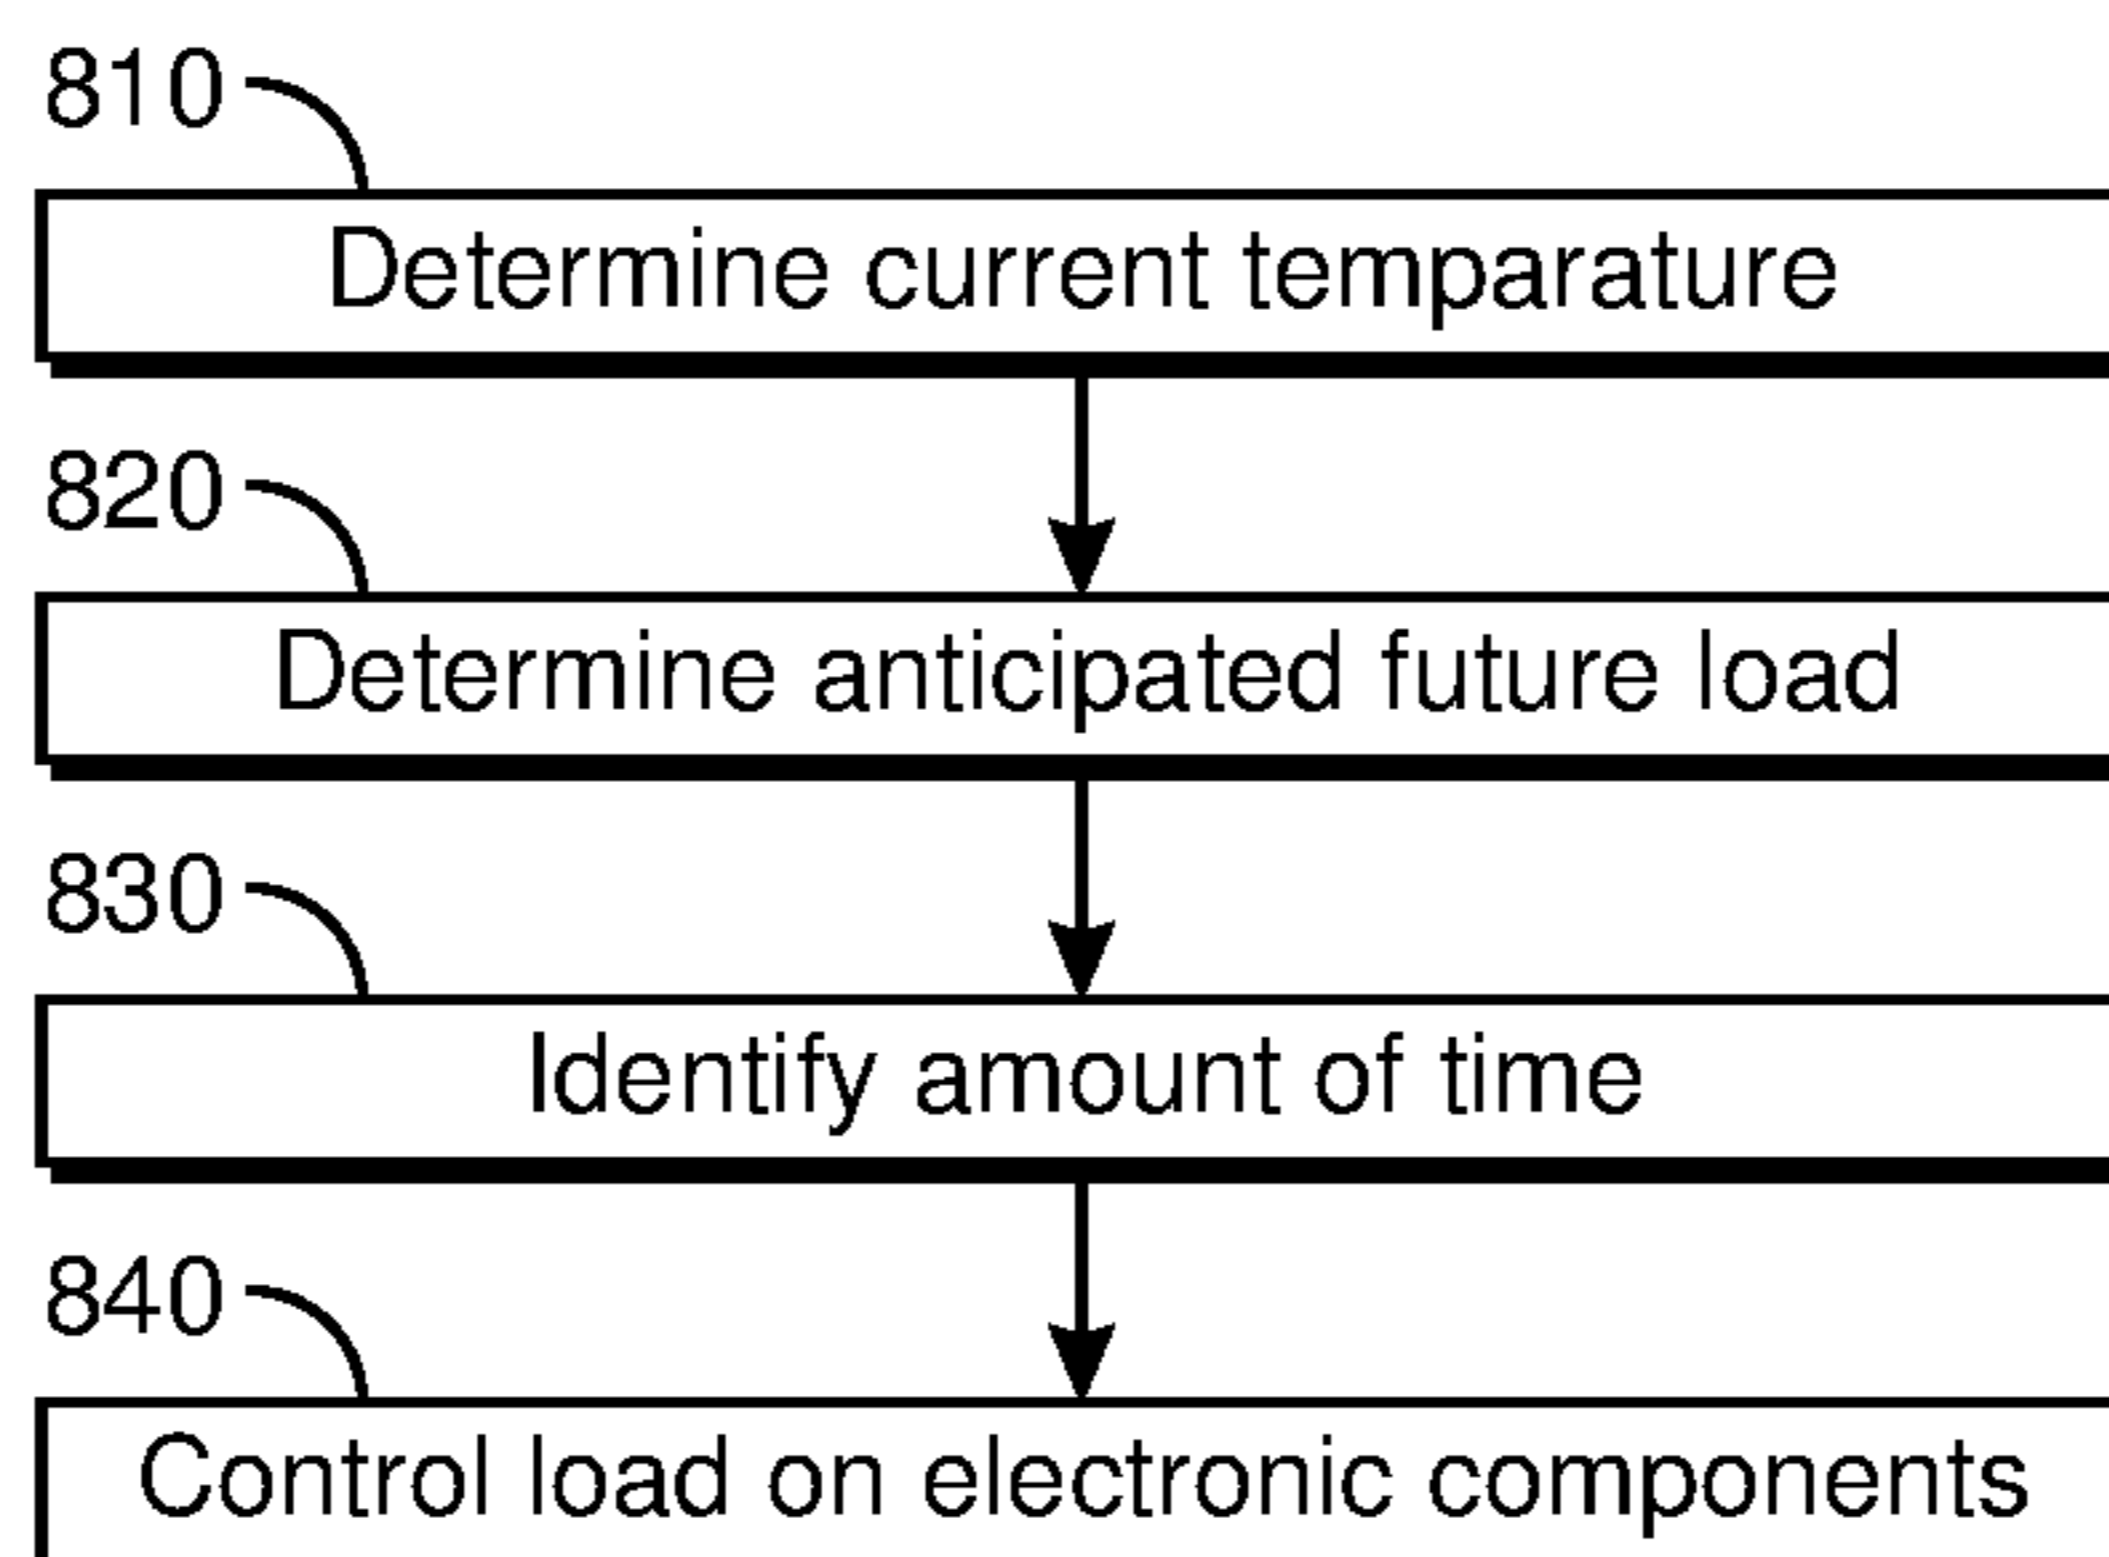 810
Determine current temparature
820
Determine anticipated future load
830
Identify amount of time
840
Control load on electronic components